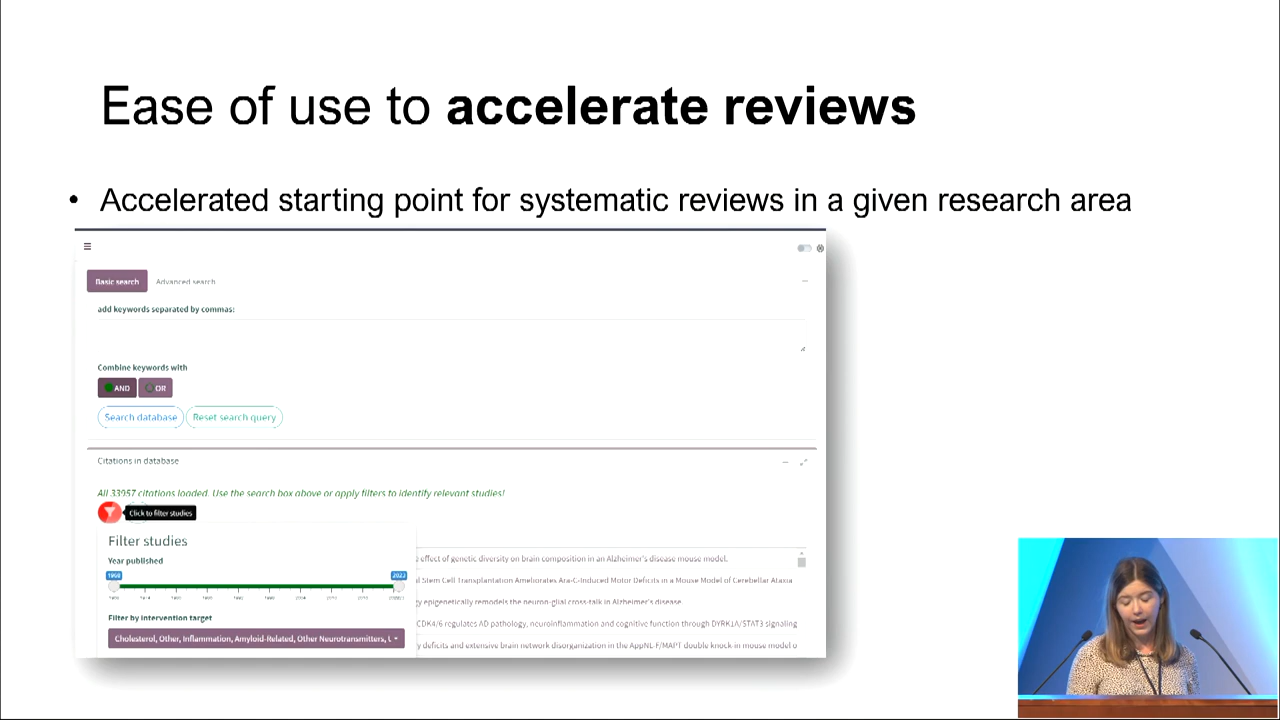 Ease of use to accelerate reviews
• Accelerated starting point for systematic reviews in a given research area
Basic search Advanced search
add keywords separated by commas:
Combine keywords with
AND OR
Search database Reset search query
Citations in database
All 33957 citations loaded. Use the search box above or apply filters to identify relevant studies!
Click to filter studies
Filter studies
Year published
2023
Filter by intervention target
Cholesterol, Other, Inflammation, Amyloid-Related, Other Neurotransmitters,
effect of genetic diversity on brain composition in an Alzheimer's disease mouse model.
Stem Cell Transplantation Ameliorates Ara-C-Induced Motor Deficits in a Mouse Model of Cerebellar Ataxia
epigenetically remodels the neuron-glial cross-talk in Alzheimer's disease.
CDK4/6 regulates AD pathology, neuroinflammation and cognitive function through DYRK1A/STAT3 signaling
deficits and extensive brain network disorganization in the App NL-F/MAPT double knock-in mouse model o